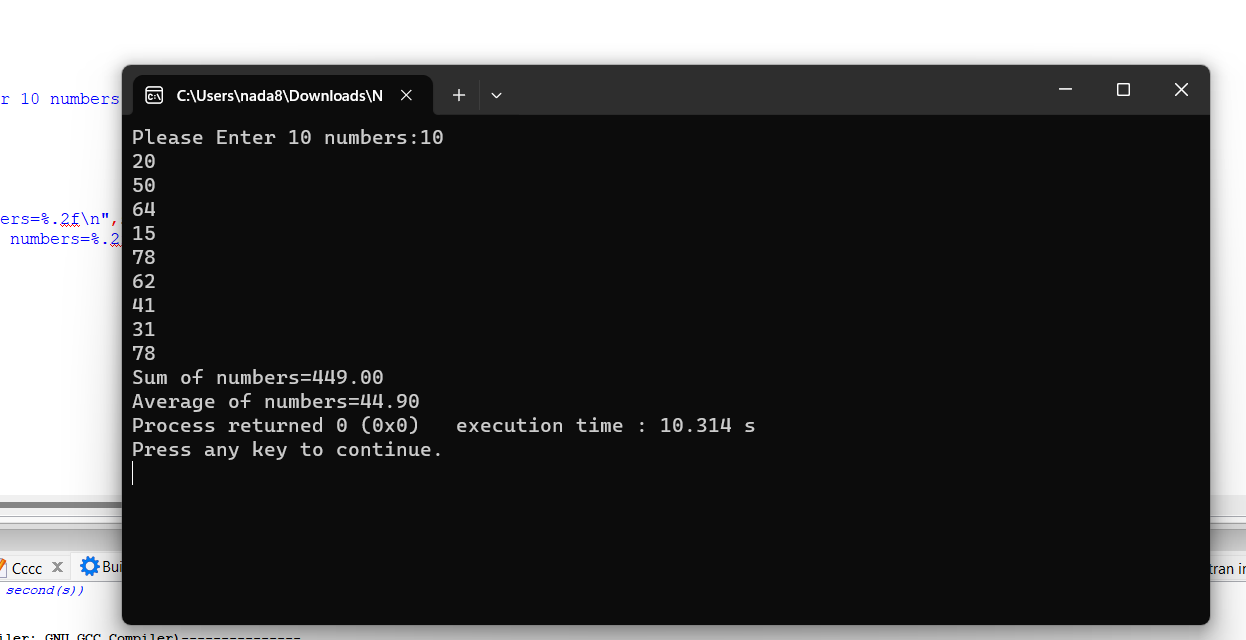 C:\Users\nada8\Downloads\N
r 10 numbers
Please Enter 10 numbers:10
20
50
64
15
ers=%.2f\n",
numbers=%.2
78
62
41
31
78
Sum of numbers=449.00
Average of numbers=44.90
Process returned 0 (0x0)   execution time : 10.314 s
Press any key to continue.
Cccc
Bui
tran in
second(s))
iler: GNU GCC Compiler)---------------